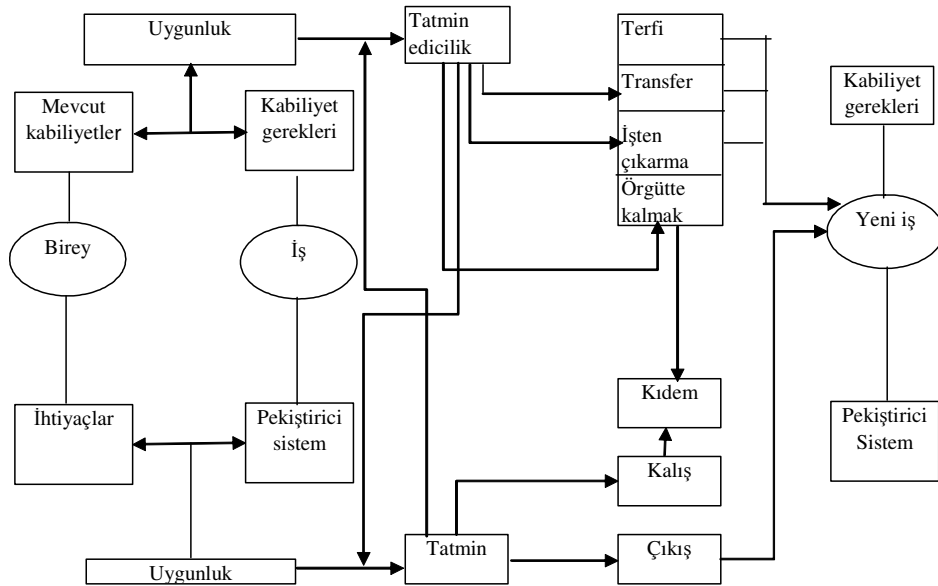 Uygunluk
Tatmin
edicilik
Terfi
Transfer
İşten
çıkarma
Örgütte
kalmak
Kabiliyet
gerekleri
Mevcut
kabiliyetler
Kabiliyet
gerekleri
Birey
İş
Yeni iş
İhtiyaçlar
Pekiştirici
sistem
Kıdem
Kalış
Pekiştirici
Sistem
Uygunluk
Tatmin
Çıkış